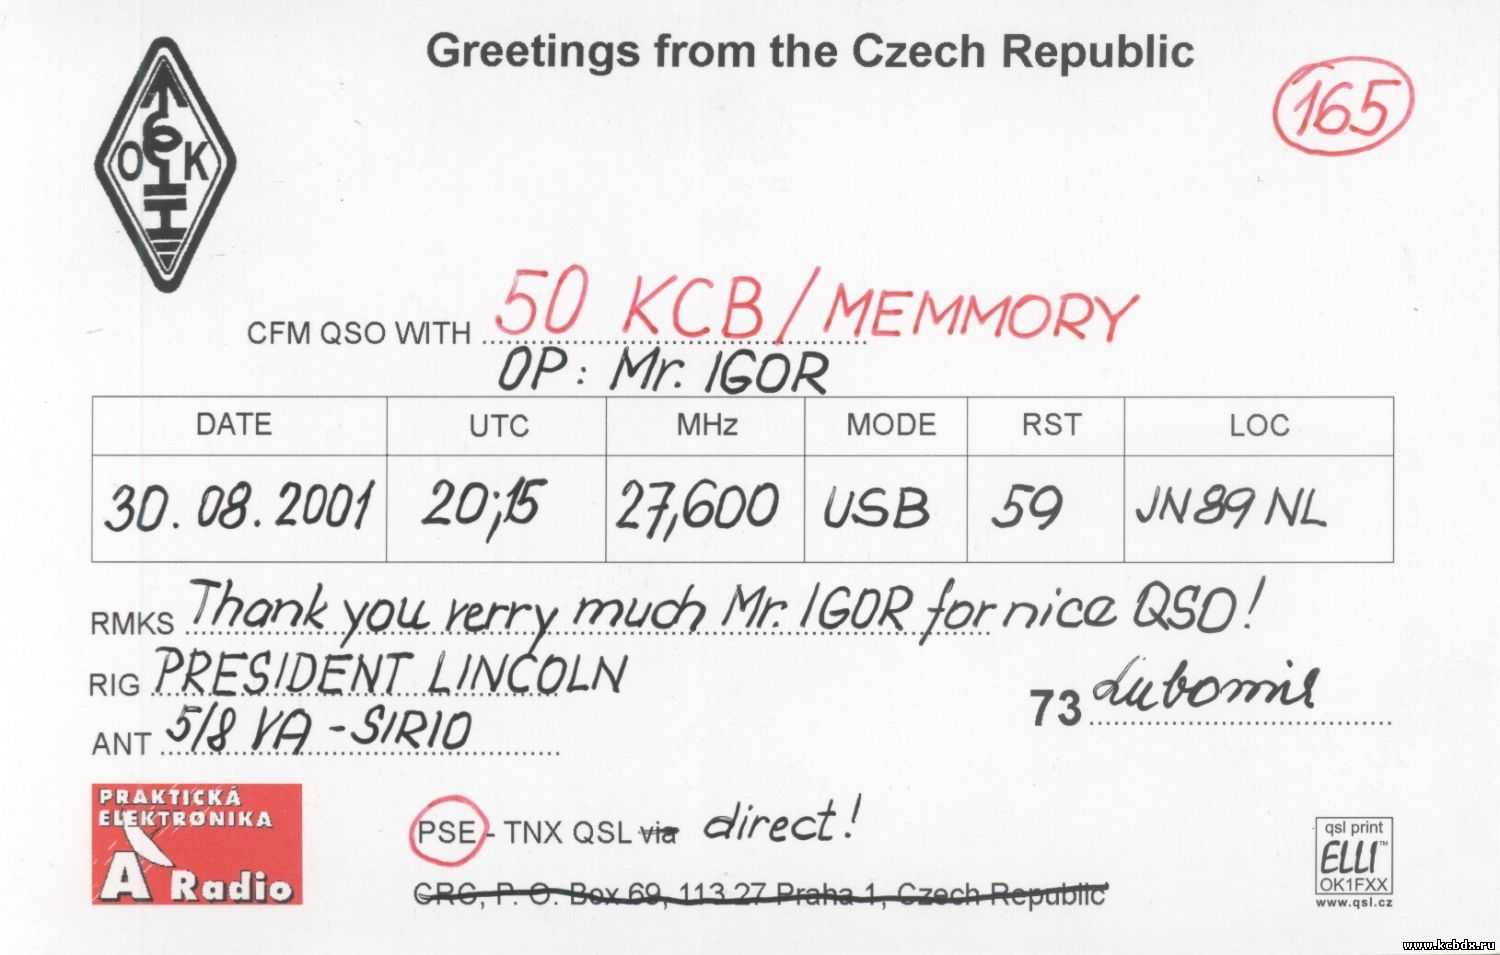 Greetings from the Czech Republic
165
OK
CFM QSO WITH 50 KCB/MEMMORY
OP: Mr. IGOR
DATE UTC MHz MODE RST LOC
30.08.2001 20;15 27,600 USB 59 JN89NL
RMKS Thank you verry much Mr. IGOR for nice QSO!
RIG PRESIDENT LINCOLN
73 Lubomir
ANT 5/8 VA - SIRIO
PRAKTICKÁ
ELEKTRONIKA
A Radio
PSE - TNX QSL via direct!
CRC, P. O. Box 69, 113 27 Praha 1, Czech Republic
qsl print
ELLI™
OK1FXX
www.qsl.cz
www.kcbdx.ru